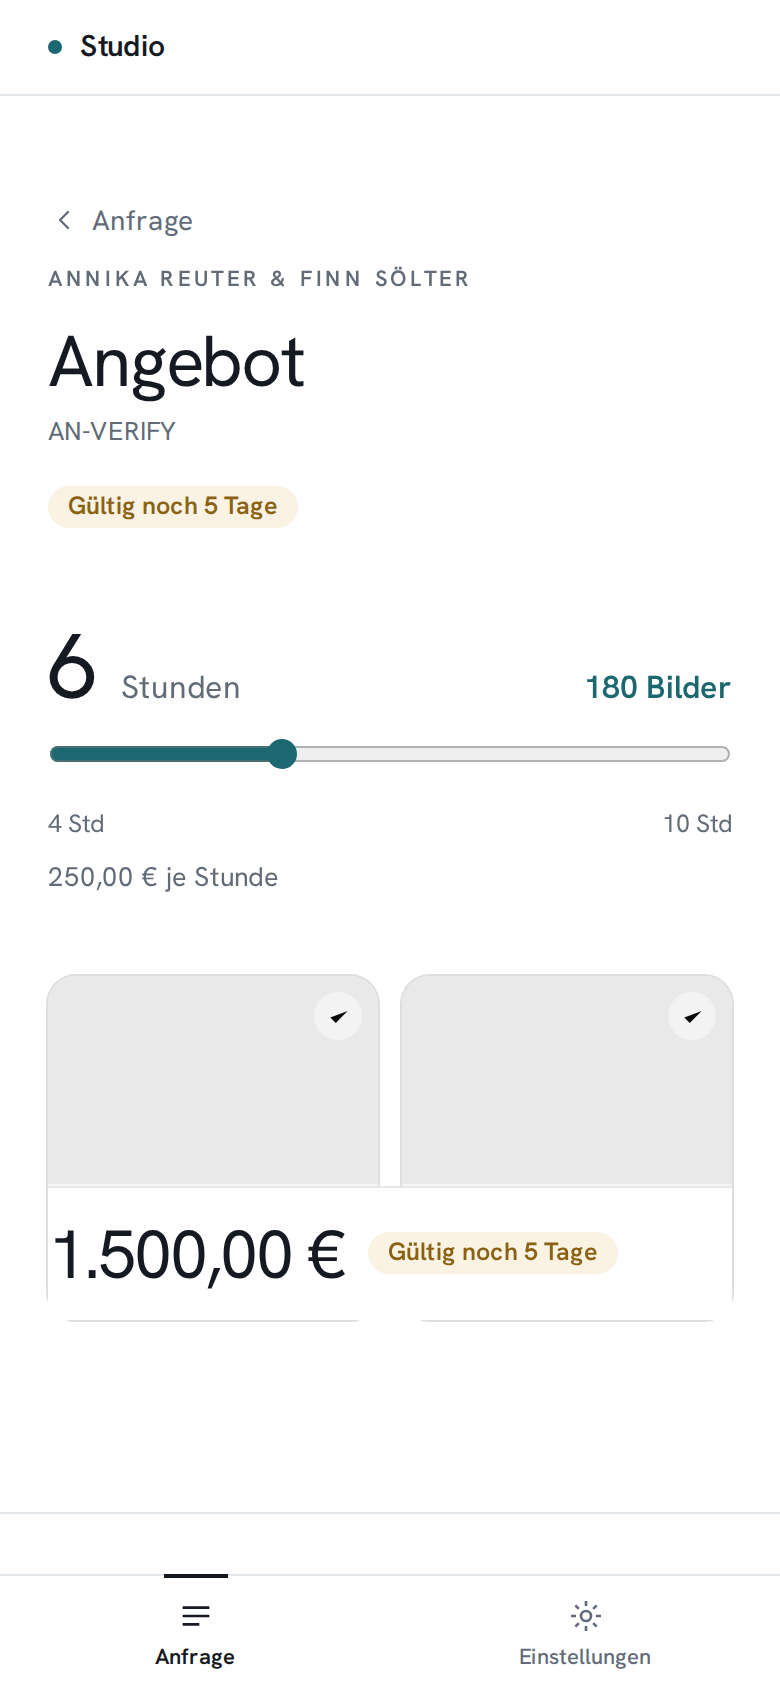 Studio
Anfrage
ANNIKA REUTER & FINN SÖLTER
Angebot
AN-VERIFY
Gültig noch 5 Tage
6 Stunden 180 Bilder
4 Std 10 Std
250,00 € je Stunde
1.500,00 € Gültig noch 5 Tage
Anfrage Einstellungen